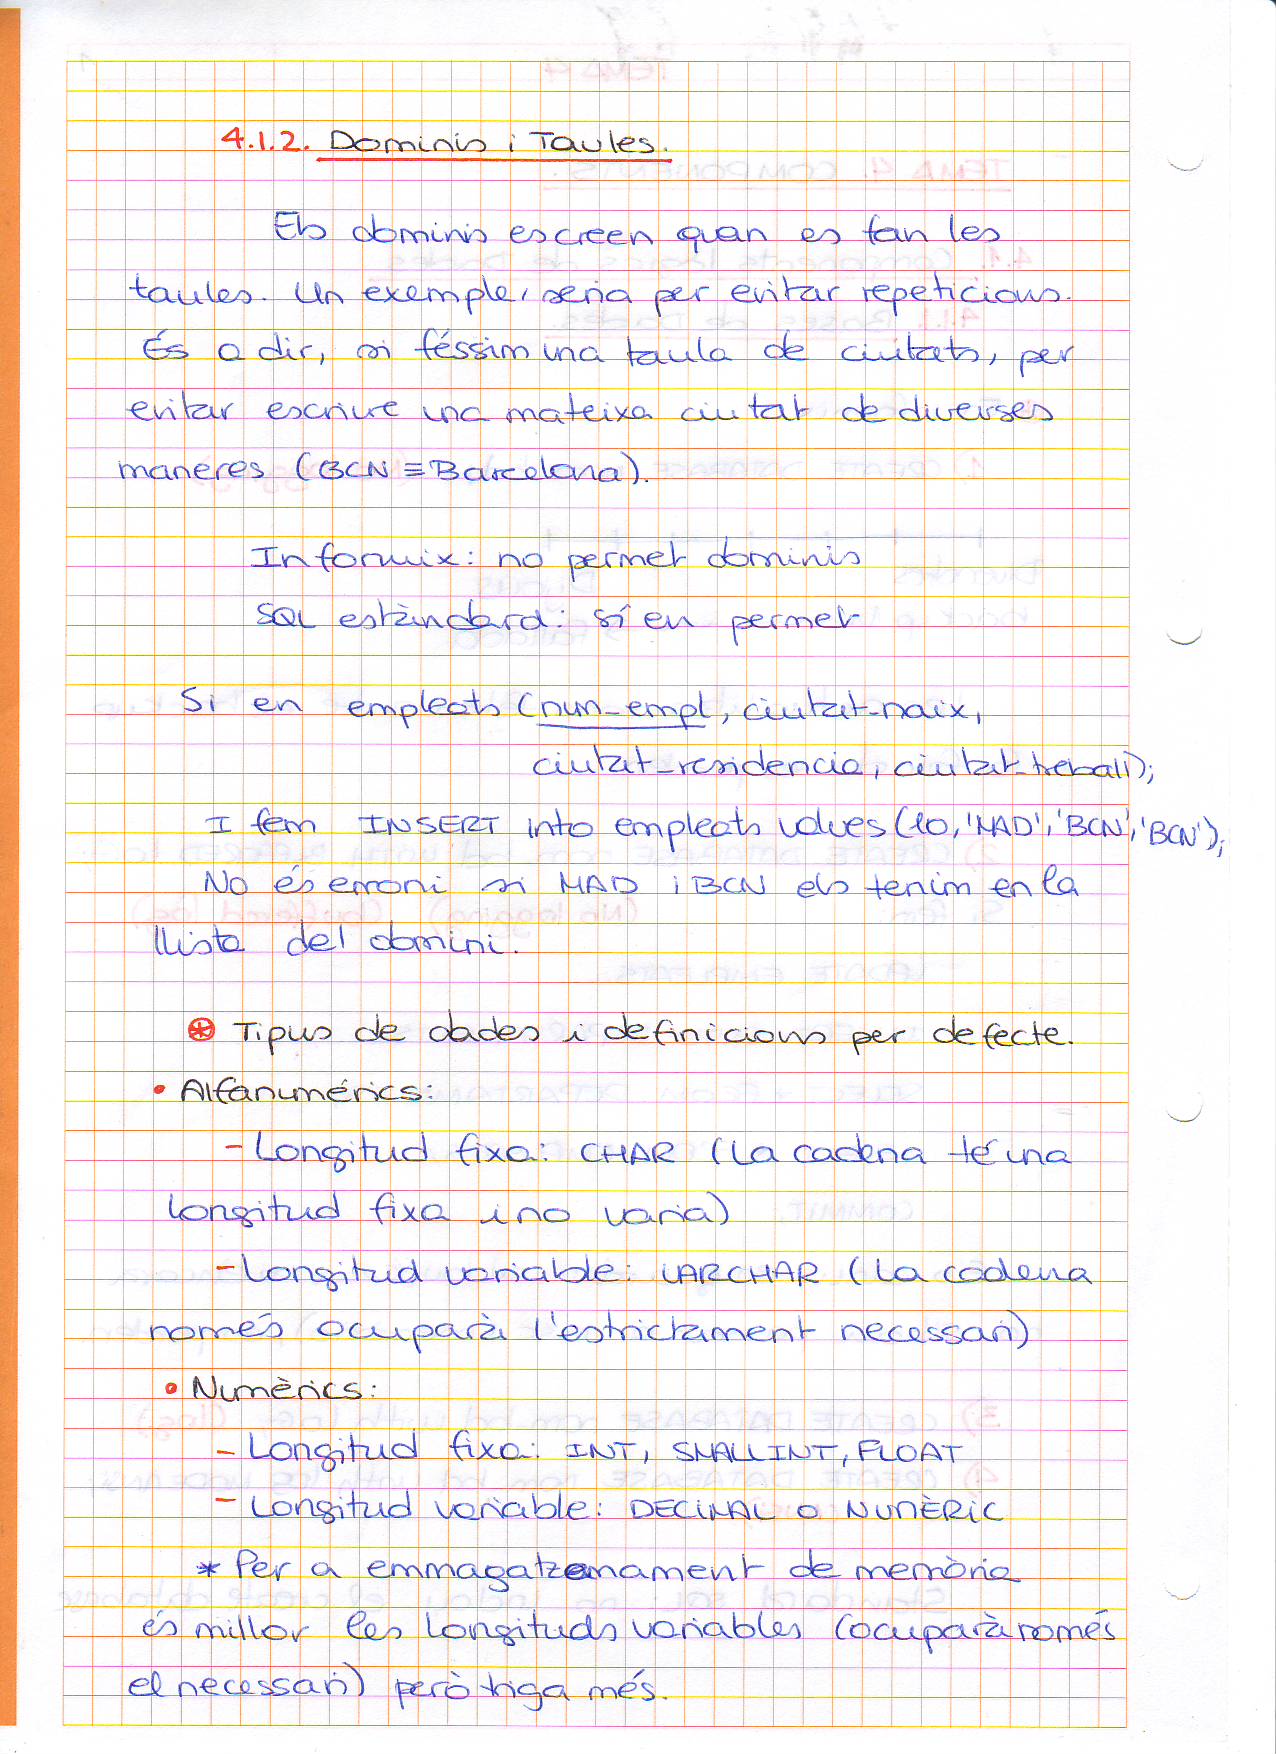 4.1.2. Dominis i Taules.
Els dominis es creen quan es fan les
taules. Un exemple, seria per evitar repeticions.
És a dir, si féssim una taula de ciutats, per
evitar escriure una mateixa ciutat de diverses
maneres (BCN ≡ Barcelona).
Informix: no permet dominis
SQL estàndard: sí en permet
Si en empleats (num_empl, ciutat_naix,
ciutat_residencia, ciutat_treball);
I fem INSERT into empleats values (10, 'MAD', 'BCN', 'BCN');
No és erroni si MAD i BCN els tenim en la
llista del domini.
⊛ Tipus de dades i definicions per defecte.
• Alfanumérics:
- Longitud fixa: CHAR (La cadena té una
longitud fixa i no varia)
- Longitud variable: VARCHAR (La cadena
només ocuparà l'estrictament necessari)
• Numèrics:
- Longitud fixa: INT, SMALLINT, FLOAT
- Longitud variable: DECIMAL o NUMÈRIC
* Per a emmagatzemament de memòria
és millor les longituds variables (ocuparà només
el necessari) però triga més.